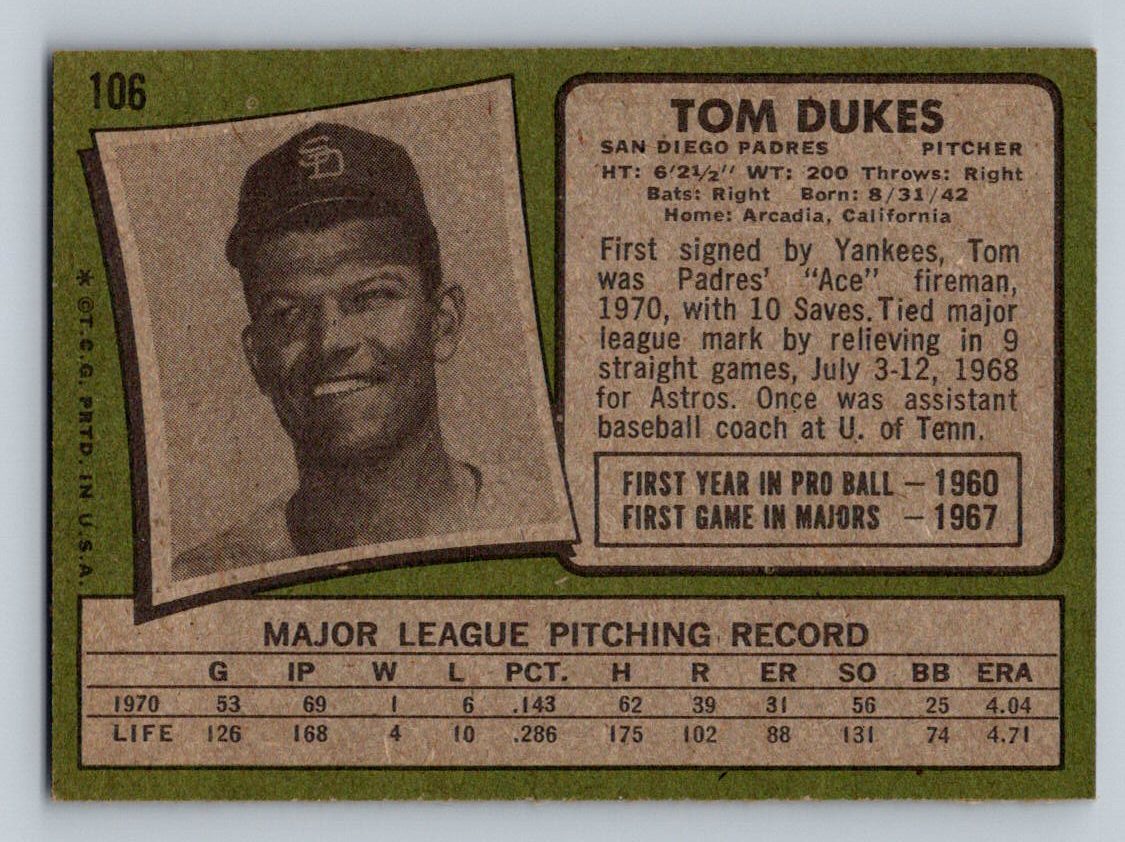 106
SD
TOM DUKES
SAN DIEGO PADRES PITCHER
HT: 6'2½" WT: 200 Throws: Right
Bats: Right Born: 8/31/42
Home: Arcadia, California
First signed by Yankees, Tom
was Padres' "Ace" fireman,
1970, with 10 Saves. Tied major
league mark by relieving in 9
straight games, July 3-12, 1968
for Astros. Once was assistant
baseball coach at U. of Tenn.
FIRST YEAR IN PRO BALL — 1960
FIRST GAME IN MAJORS — 1967
* ©T.C.G. PRTD. IN U.S.A.
MAJOR LEAGUE PITCHING RECORD
G IP W L PCT. H R ER SO BB ERA
1970 53 69 1 6 .143 62 39 31 56 25 4.04
LIFE 126 168 4 10 .286 175 102 88 131 74 4.71